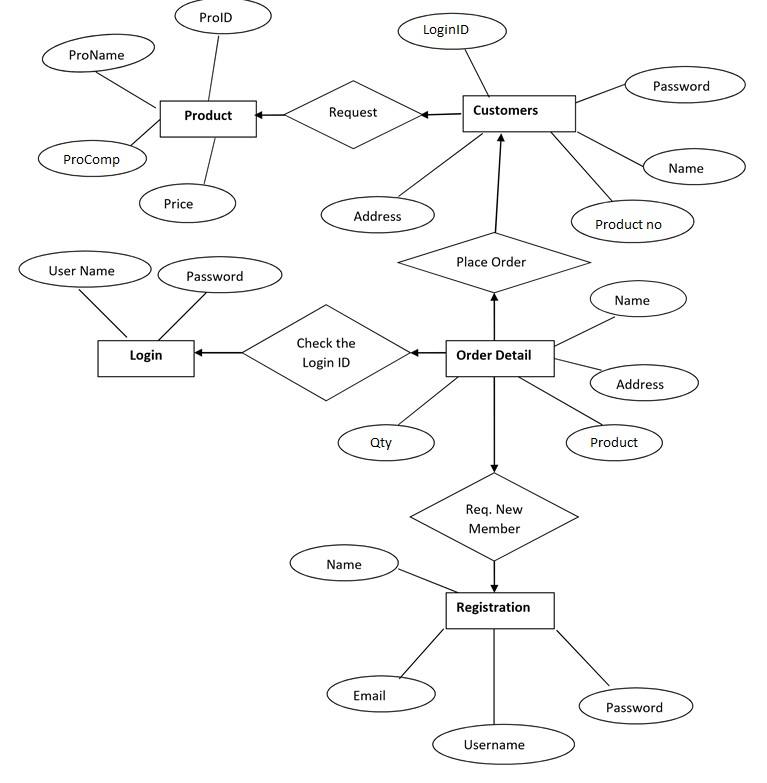 ProID
LoginID
ProName
Password
Product
Request
Customers
ProComp
Name
Price
Address
Product no
User Name
Password
Place Order
Name
Login
Check the
Login ID
Order Detail
Address
Qty
Product
Req. New
Member
Name
Registration
Email
Password
Username